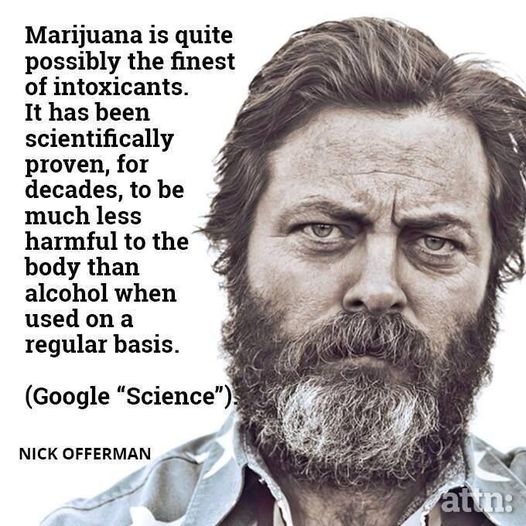 Marijuana is quite
possibly the finest
of intoxicants.
It has been
scientifically
proven, for
decades, to be
much less
harmful to the
body than
alcohol when
used on a
regular basis.
(Google “Science”).
NICK OFFERMAN
attn: